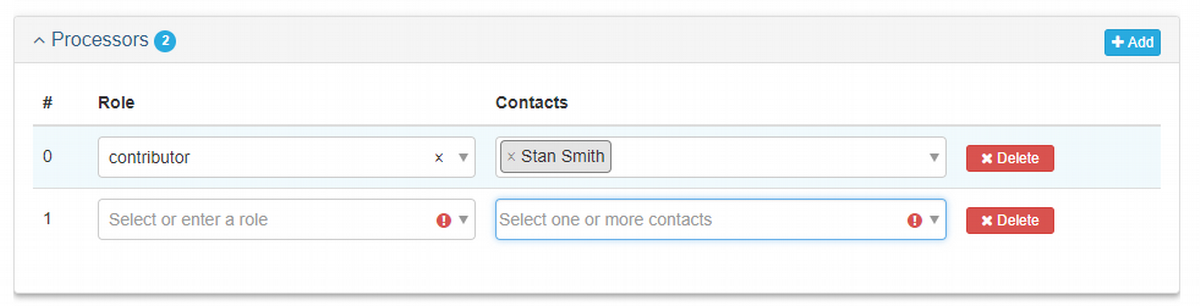 Processors 2
+ Add
# Role Contacts
0 contributor × × Stan Smith × Delete
1 Select or enter a role Select one or more contacts × Delete